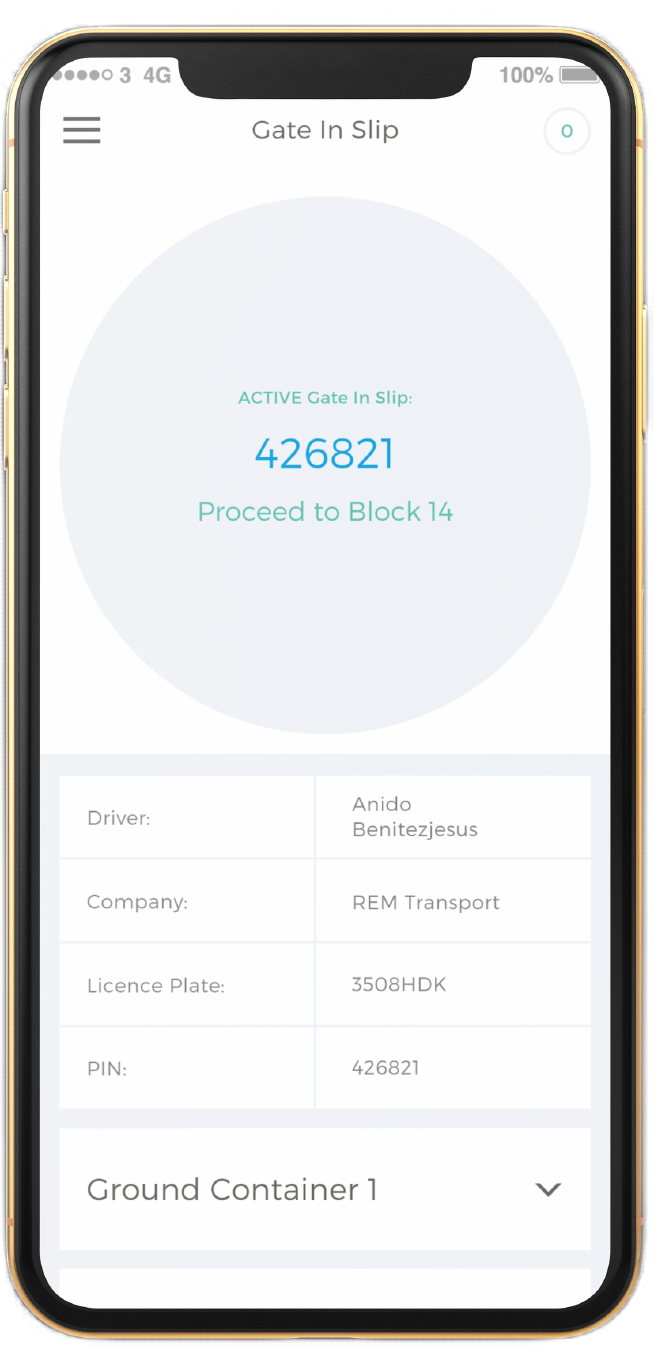 3 4G
100%
Gate In Slip
0
ACTIVE Gate In Slip:
426821
Proceed to Block 14
Driver:
Anido
Benitezjesus
Company:
REM Transport
Licence Plate:
3508HDK
PIN:
426821
Ground Container 1